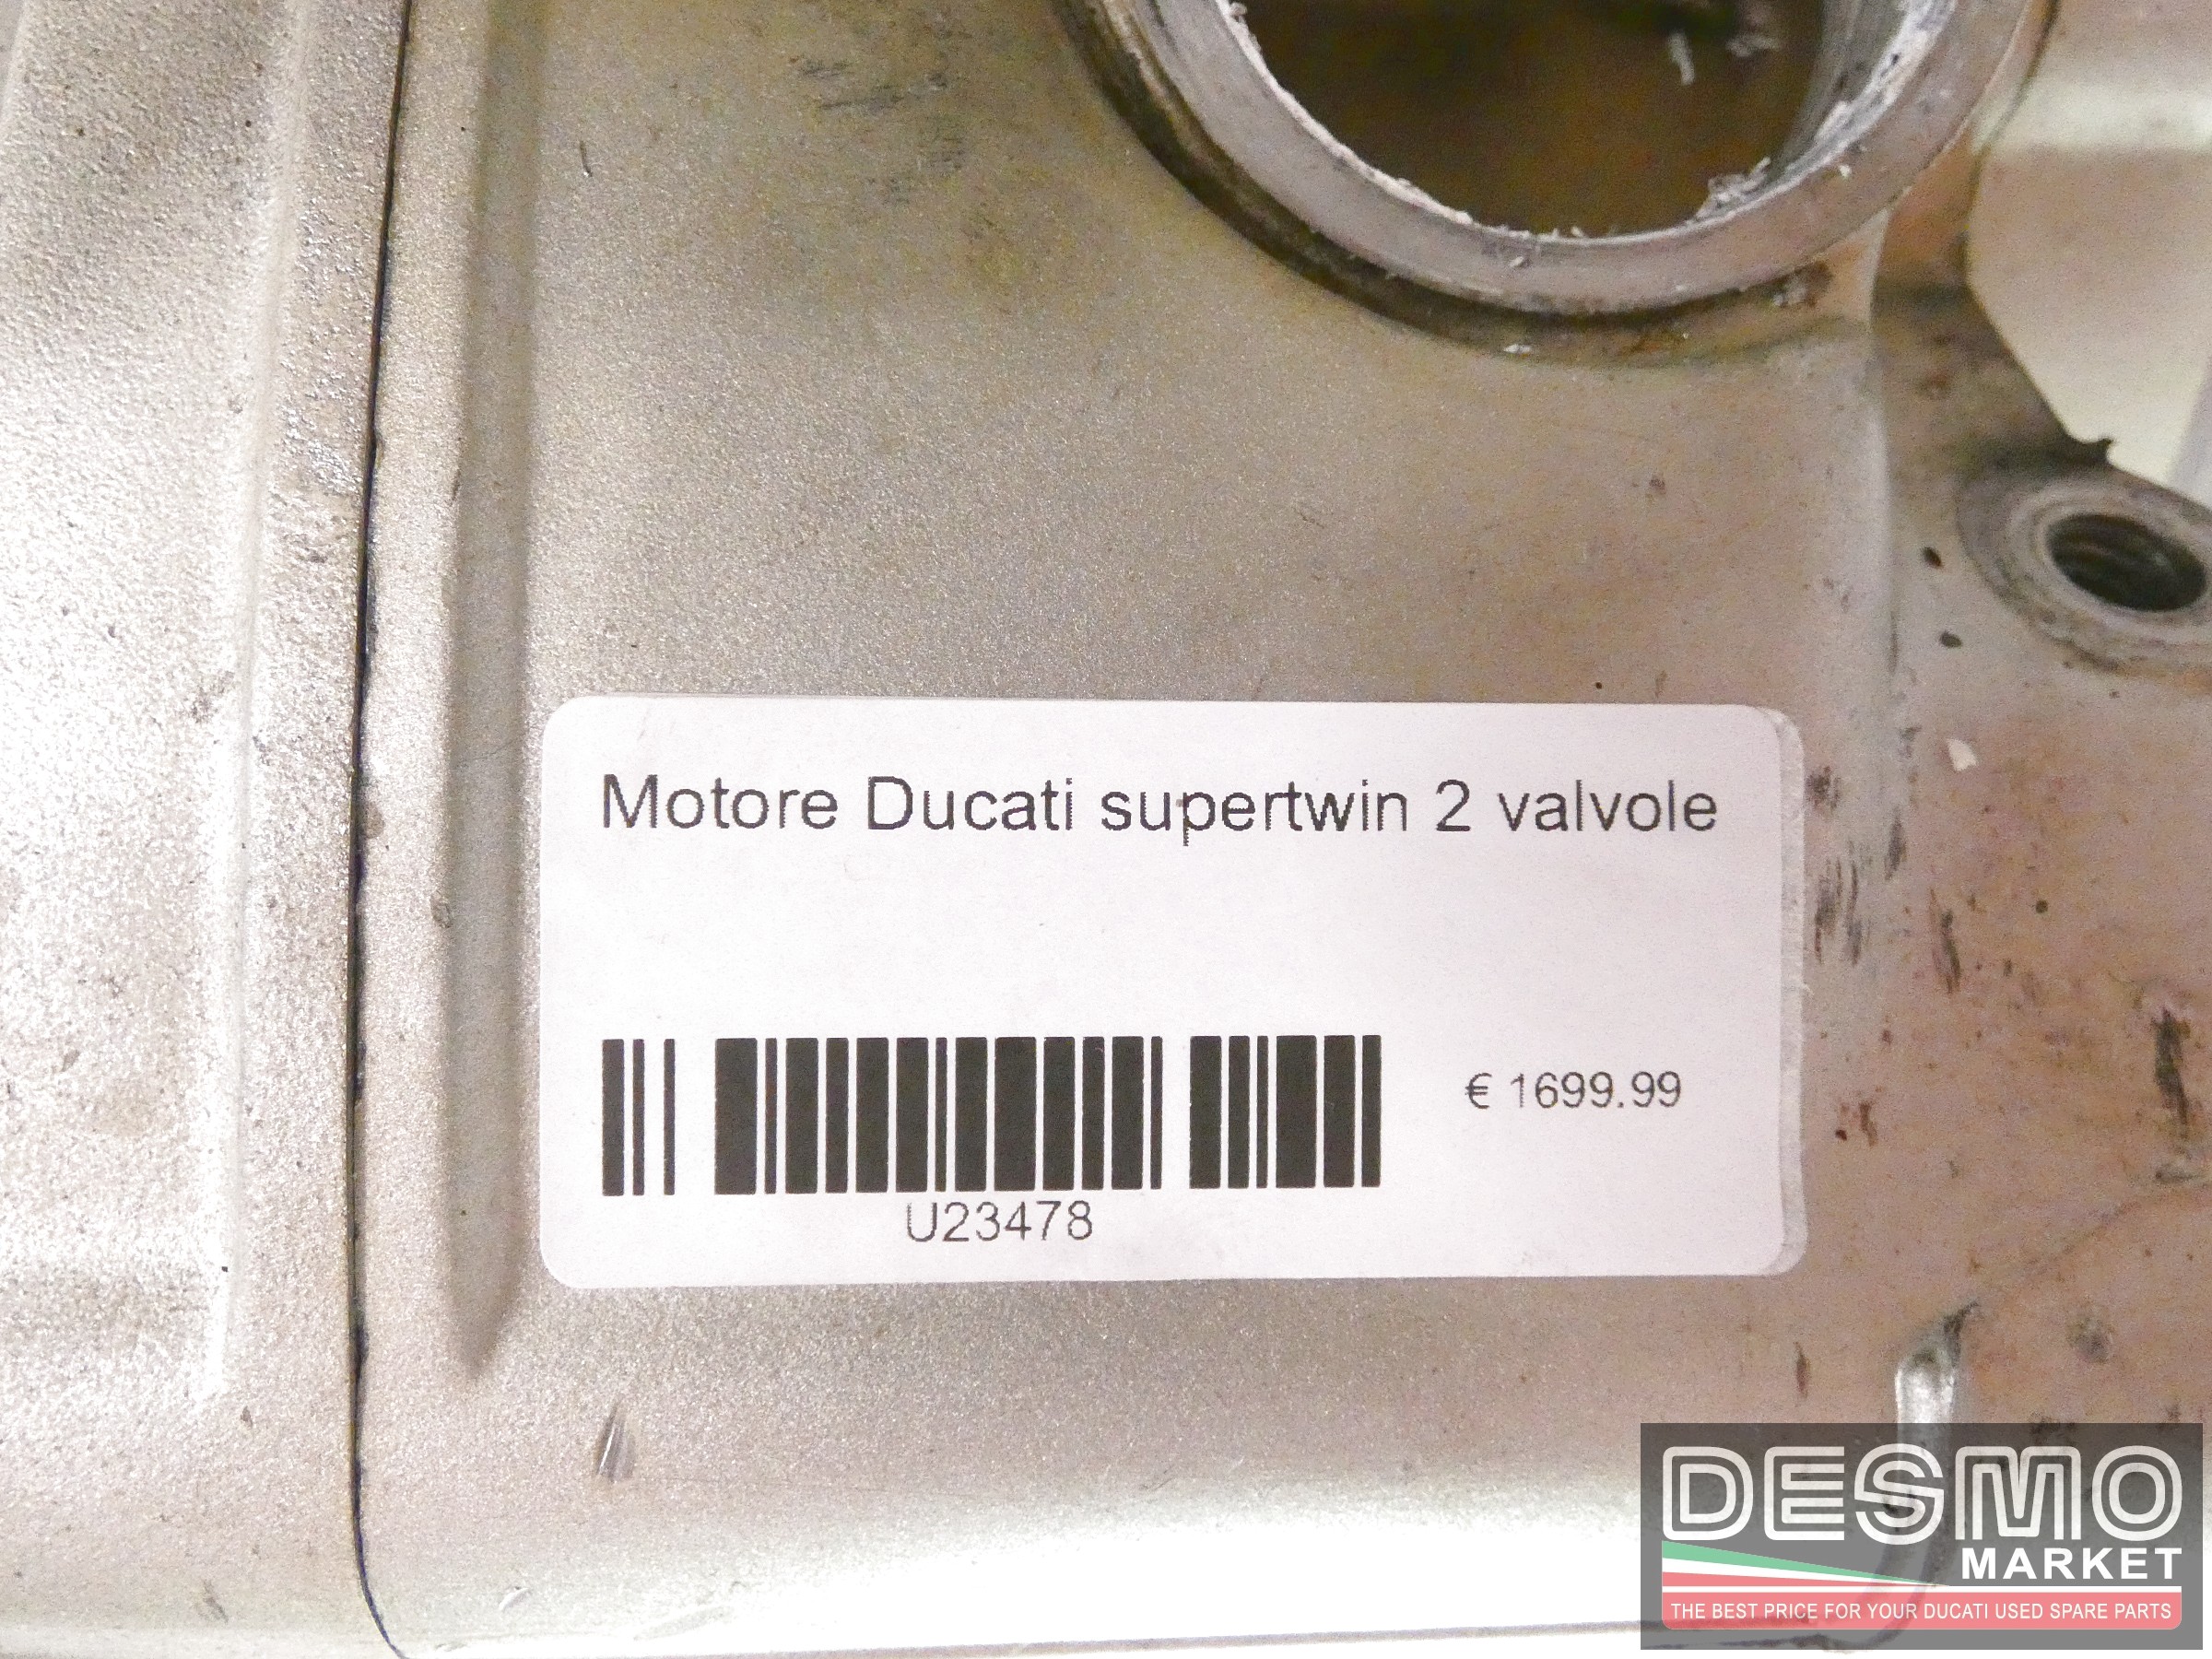 Motore Ducati supertwin 2 valvole
€ 1699.99
U23478
DESMO
MARKET
THE BEST PRICE FOR YOUR DUCATI USED SPARE PARTS